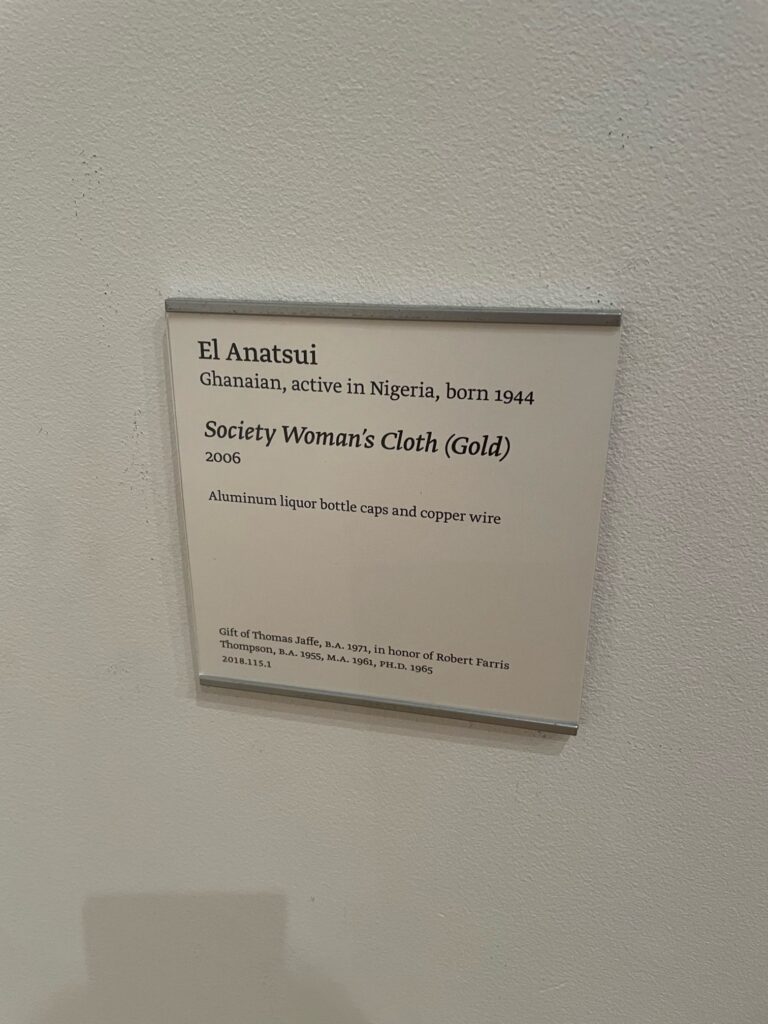 El Anatsui
Ghanaian, active in Nigeria, born 1944
Society Woman's Cloth (Gold)
2006
Aluminum liquor bottle caps and copper wire
Gift of Thomas Jaffe, B.A. 1971, in honor of Robert Farris
Thompson, B.A. 1955, M.A. 1961, PH.D. 1965
2018.115.1